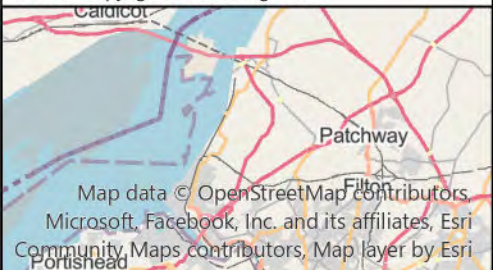 Caldicot
Patchway
Filton
Map data © OpenStreetMap contributors,
Microsoft, Facebook, Inc. and its affiliates, Esri
Community Maps contributors, Map layer by Esri
Portishead